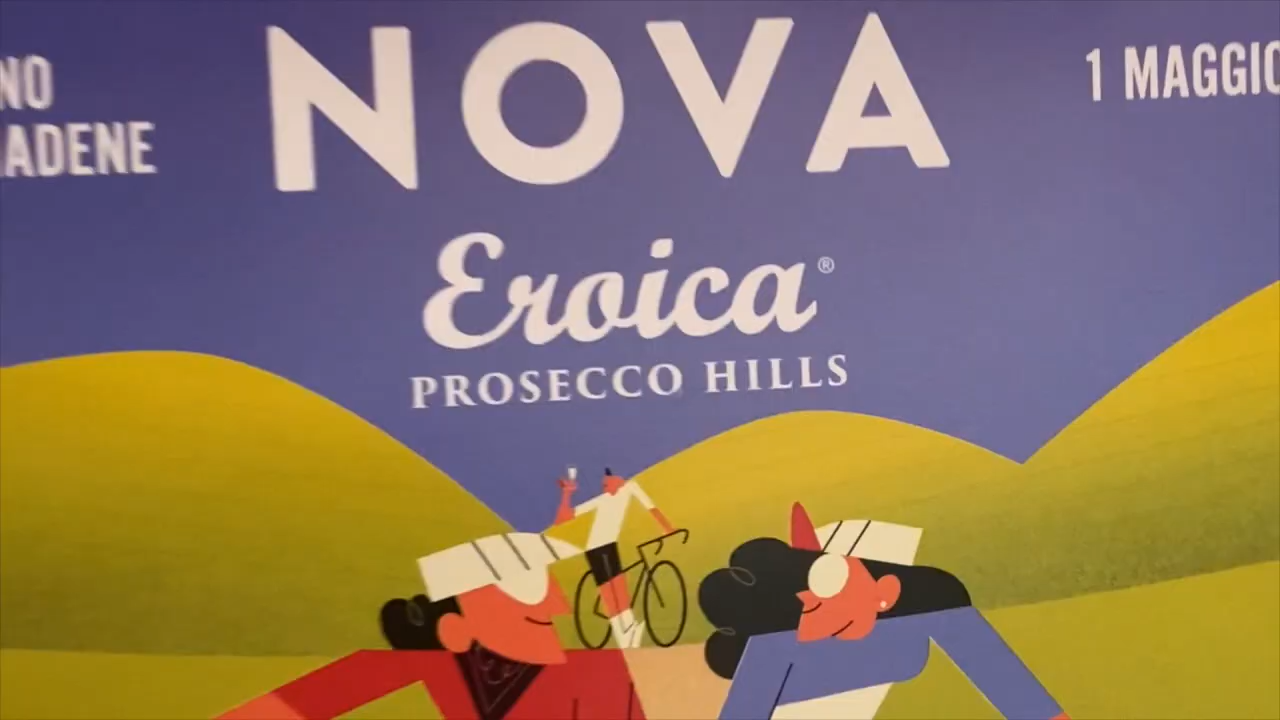 NO
ADENE
NOVA
1 MAGGIO
Eroica®
PROSECCO HILLS